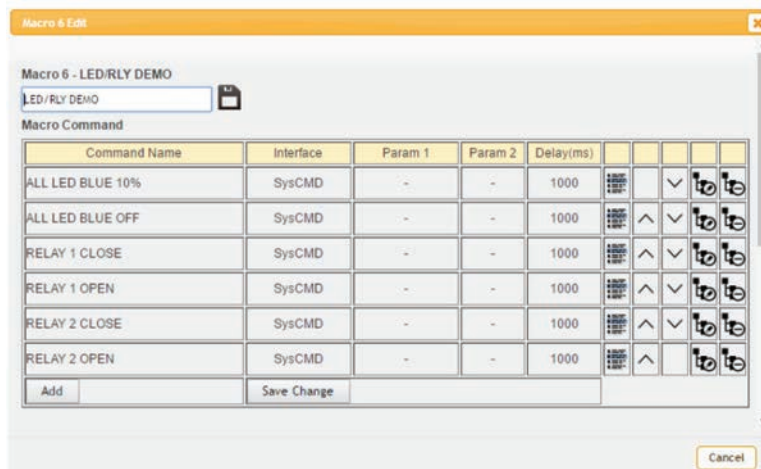 Macro 6 Edit
Macro 6 - LED/RLY DEMO
LED/RLY DEMO
Macro Command
Command Name Interface Param 1 Param 2 Delay(ms)
ALL LED BLUE 10% SysCMD - - 1000
ALL LED BLUE OFF SysCMD - - 1000
RELAY 1 CLOSE SysCMD - - 1000
RELAY 1 OPEN SysCMD - - 1000
RELAY 2 CLOSE SysCMD - - 1000
RELAY 2 OPEN SysCMD - - 1000
Add Save Change
Cancel